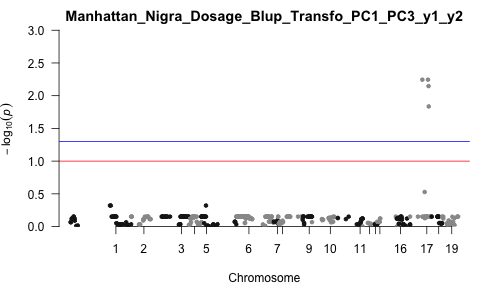 Manhattan_Nigra_Dosage_Blup_Transfo_PC1_PC3_y1_y2
3.0
2.5
2.0
1.5
1.0
0.5
0.0
− log10(p)
1 2 3 5 6 7 9 10 11 16 17 19
Chromosome